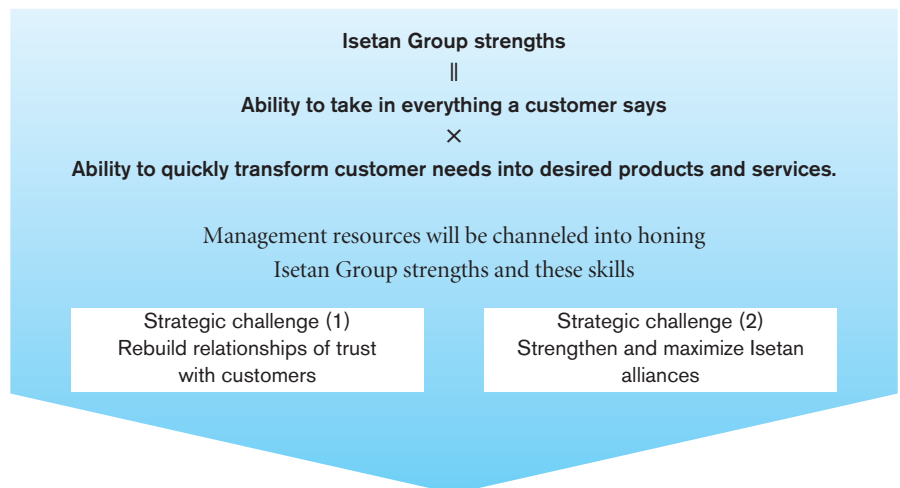 Isetan Group strengths
||
Ability to take in everything a customer says
×
Ability to quickly transform customer needs into desired products and services.
Management resources will be channeled into honing
Isetan Group strengths and these skills
Strategic challenge (1)
Rebuild relationships of trust
with customers
Strategic challenge (2)
Strengthen and maximize Isetan
alliances